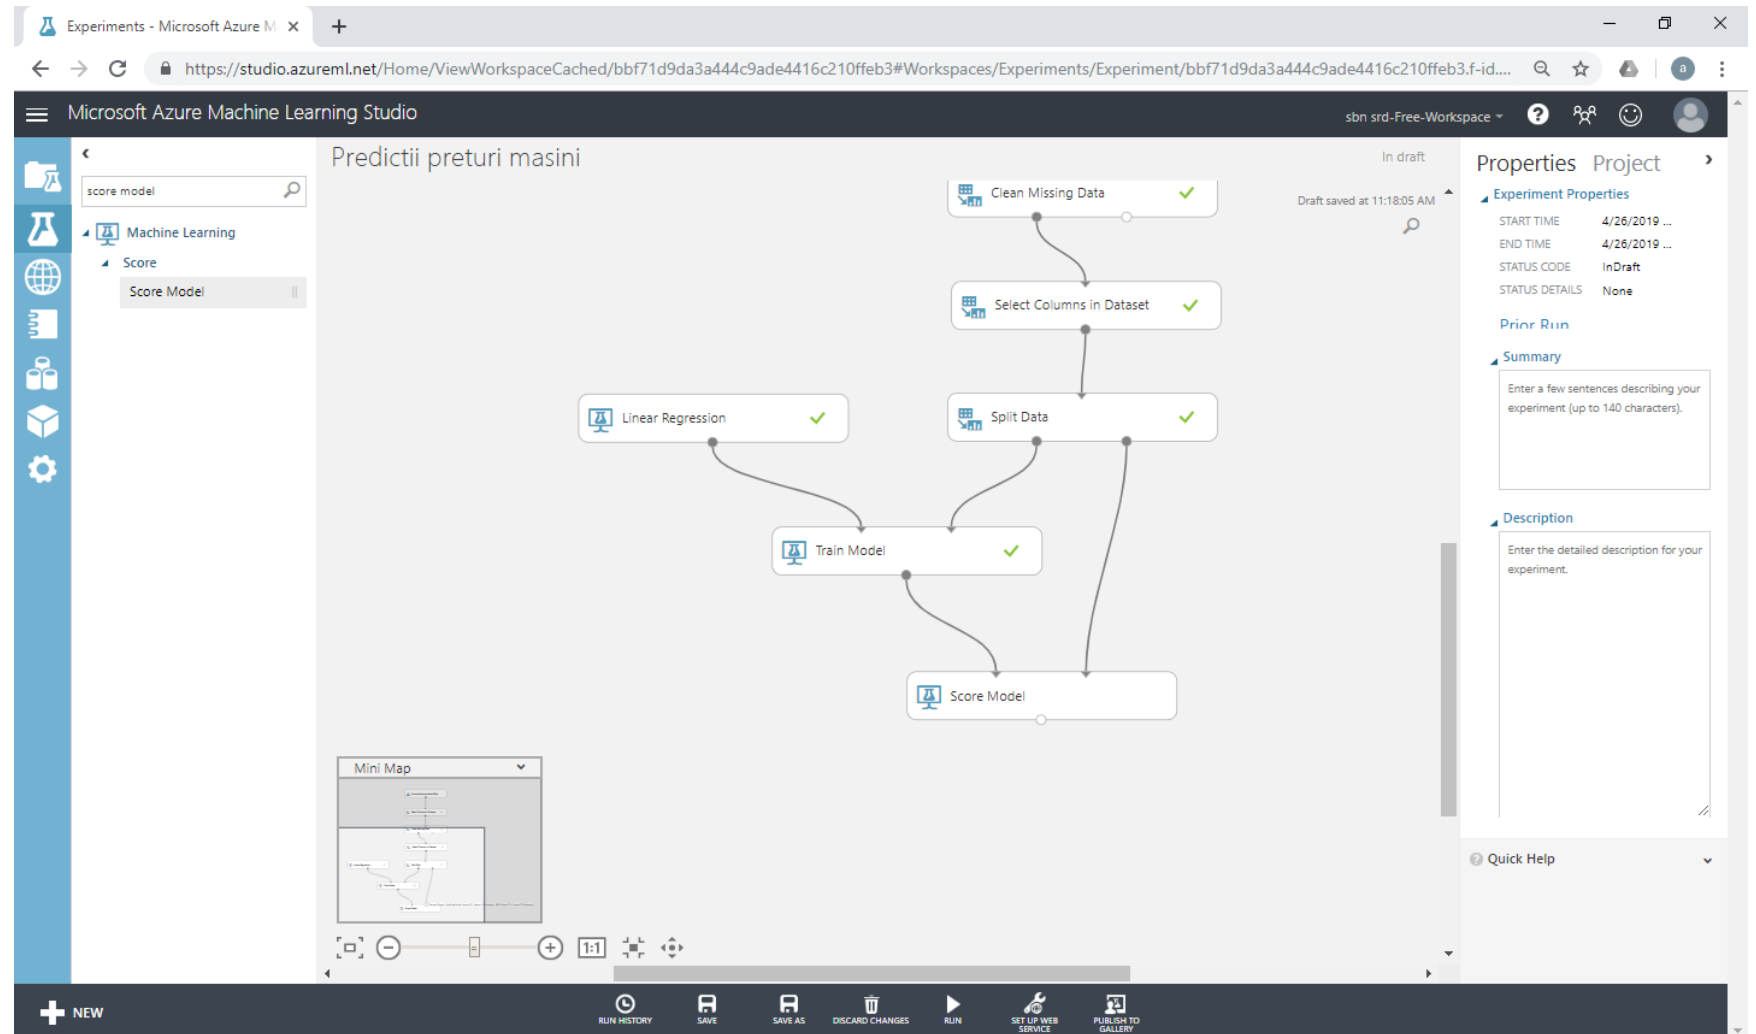 Experiments - Microsoft Azure M
https://studio.azureml.net/Home/ViewWorkspaceCached/bbf71d9da3a444c9ade4416c210ffeb3#Workspaces/Experiments/Experiment/bbf71d9da3a444c9ade4416c210ffeb3.f-id....
a
Microsoft Azure Machine Learning Studio
sbn srd-Free-Workspace
score model
Machine Learning
Score
Score Model
Predictii preturi masini
In draft
Draft saved at 11:18:05 AM
Clean Missing Data
Select Columns in Dataset
Linear Regression
Split Data
Train Model
Score Model
Mini Map
1:1
Properties Project
Experiment Properties
START TIME 4/26/2019 ...
END TIME 4/26/2019 ...
STATUS CODE InDraft
STATUS DETAILS None
Prior Run
Summary
Enter a few sentences describing your
experiment (up to 140 characters).
Description
Enter the detailed description for your
experiment.
Quick Help
NEW
RUN HISTORY
SAVE
SAVE AS
DISCARD CHANGES
RUN
SET UP WEB
SERVICE
PUBLISH TO
GALLERY